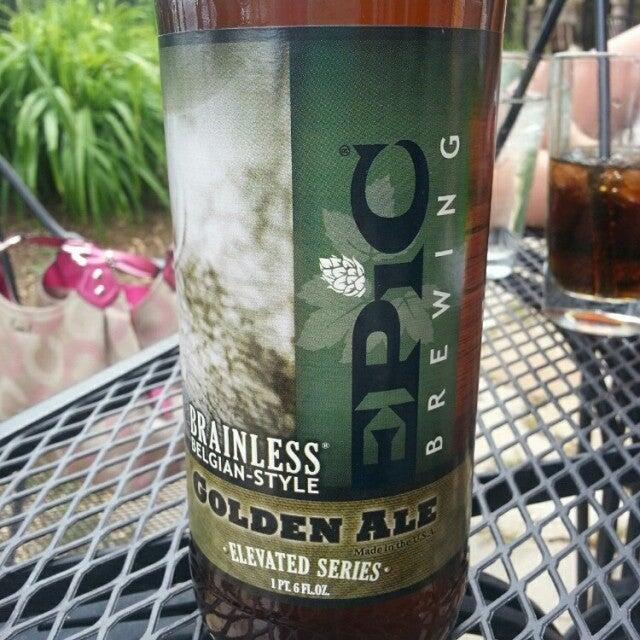 EPIC®
BREWING
BRAINLESS®
BELGIAN-STYLE
GOLDEN ALE
Made in the U.S.A.
·ELEVATED SERIES·
1 PT. 6 FL.OZ.